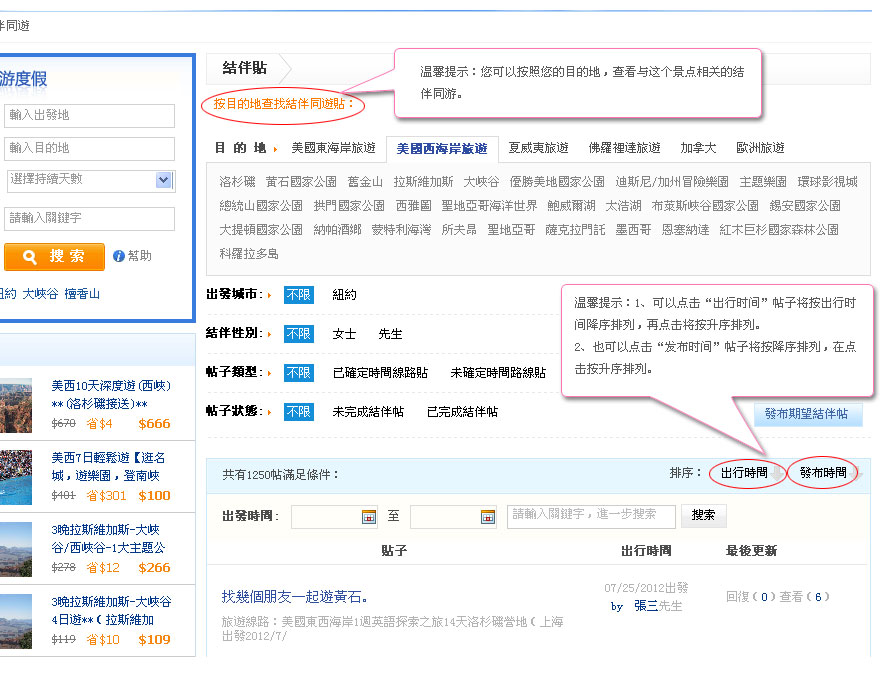 伴同遊
游度假
輸入出發地
輸入目的地
選擇持續天數
請輸入關鍵字
搜索
幫助
紐約 大峽谷 檀香山
美西10天深度遊(西峽)
**(洛杉磯接送)**
$670 省$4 $666
美西7日輕鬆遊【逛名
城，遊樂園，登南峽
$401 省$301 $100
3晚拉斯維加斯-大峽
谷/西峽谷-1大主題公
$278 省$12 $266
3晚拉斯維加斯-大峽谷
4日遊**(拉斯維加
$119 省$10 $109
結伴貼
按目的地查找結伴同遊貼：
温馨提示：您可以按照您的目的地，查看与这个景点相关的结
伴同游。
目 的 地 美國東海岸旅遊 美國西海岸旅遊 夏威夷旅遊 佛羅裡達旅遊 加拿大 歐洲旅遊
洛杉磯 黃石國家公園 舊金山 拉斯維加斯 大峽谷 優勝美地國家公園 迪斯尼/加州冒險樂園 主題樂園 環球影視城
總統山國家公園 拱門國家公園 西雅圖 聖地亞哥海洋世界 鮑威爾湖 太浩湖 布萊斯峽谷國家公園 錫安國家公園
大提頓國家公園 納帕酒鄉 蒙特利海灣 所夫昂 聖地亞哥 薩克拉門託 墨西哥 恩塞納達 紅木巨杉國家森林公園
科羅拉多島
出發城市： 不限 紐約
結伴性別： 不限 女士 先生
帖子類型： 不限 已確定時間線路貼 未確定時間路線貼
帖子狀態： 不限 未完成結伴帖 已完成結伴帖
温馨提示：1、可以点击“出行时间”帖子将按出行时
间降序排列，再点击将按升序排列。
2、也可以点击“发布时间”帖子将按降序排列，在点
击按升序排列。
發布期望結伴帖
共有1250帖滿足條件： 排序： 出行時間 發布時間
出發時間： 至 請輸入關鍵字，進一步搜索 搜索
貼子 出行時間 最後更新
找幾個朋友一起遊黃石。
旅遊線路：美國東西海岸1週英語探索之旅14天洛杉磯營地（上海
出發2012/7/
07/25/2012出發
by 張三先生
回復(0)查看(6)